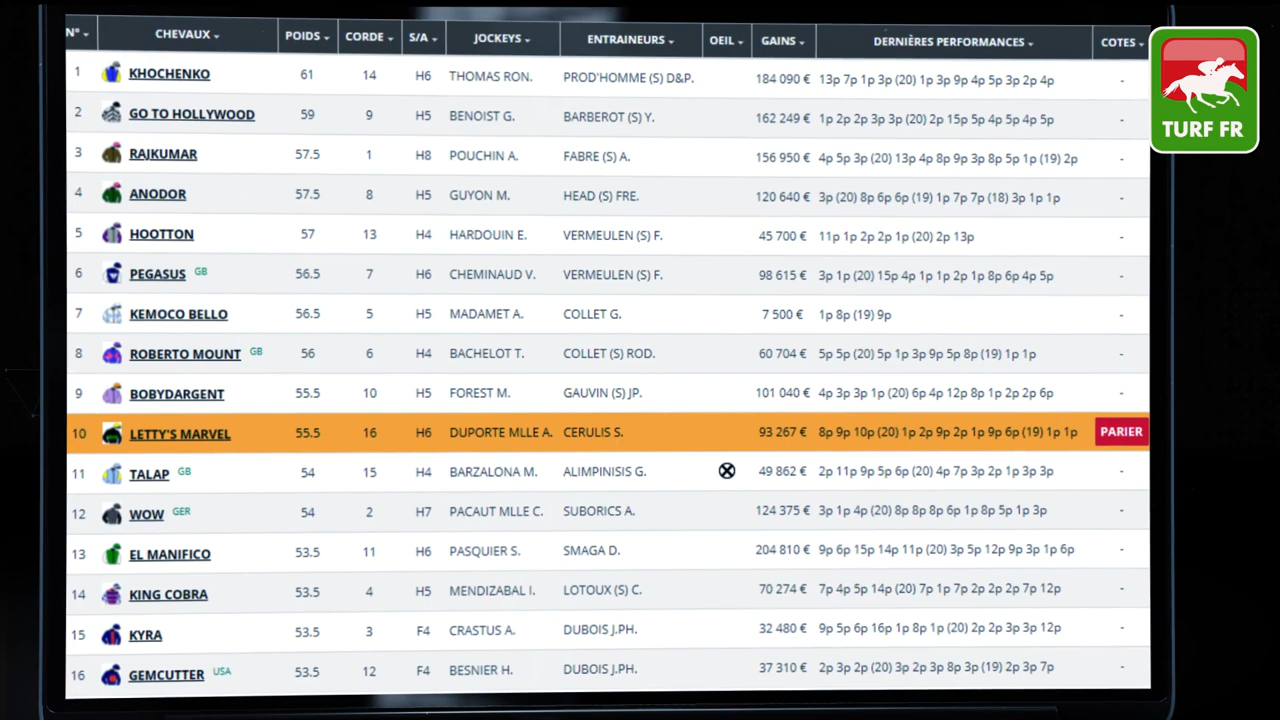 N° CHEVAUX POIDS CORDE S/A JOCKEYS ENTRAINEURS OEIL GAINS DERNIÈRES PERFORMANCES COTES
1 KHOCHENKO 61 14 H6 THOMAS RON. PROD'HOMME (S) D&P. 184 090 € 13p 7p 1p 3p (20) 1p 3p 9p 4p 5p 3p 2p 4p -
2 GO TO HOLLYWOOD 59 9 H5 BENOIST G. BARBEROT (S) Y. 162 249 € 1p 2p 2p 3p 3p (20) 2p 15p 5p 4p 5p 4p 5p -
3 RAJKUMAR 57.5 1 H8 POUCHIN A. FABRE (S) A. 156 950 € 4p 5p 3p (20) 13p 4p 8p 9p 3p 8p 5p 1p (19) 2p -
4 ANODOR 57.5 8 H5 GUYON M. HEAD (S) FRE. 120 640 € 3p (20) 8p 6p 6p (19) 1p 7p 7p (18) 3p 1p 1p -
5 HOOTTON 57 13 H4 HARDOUIN E. VERMEULEN (S) F. 45 700 € 11p 1p 2p 2p 1p (20) 2p 13p -
6 PEGASUS GB 56.5 7 H6 CHEMINAUD V. VERMEULEN (S) F. 98 615 € 3p 1p (20) 15p 4p 1p 1p 2p 1p 8p 6p 4p 5p -
7 KEMOCO BELLO 56.5 5 H5 MADAMET A. COLLET G. 7 500 € 1p 8p (19) 9p -
8 ROBERTO MOUNT GB 56 6 H4 BACHELOT T. COLLET (S) ROD. 60 704 € 5p 5p (20) 5p 1p 3p 9p 5p 8p (19) 1p 1p -
9 BOBYDARGENT 55.5 10 H5 FOREST M. GAUVIN (S) JP. 101 040 € 4p 3p 3p 1p (20) 6p 4p 12p 8p 1p 2p 2p 6p -
10 LETTY'S MARVEL 55.5 16 H6 DUPORTE MLLE A. CERULIS S. 93 267 € 8p 9p 10p (20) 1p 2p 9p 2p 1p 9p 6p (19) 1p 1p PARIER
11 TALAP GB 54 15 H4 BARZALONA M. ALIMPINISIS G. 49 862 € 2p 11p 9p 5p 6p (20) 4p 7p 3p 2p 1p 3p 3p -
12 WOW GER 54 2 H7 PACAUT MLLE C. SUBORICS A. 124 375 € 3p 1p 4p (20) 8p 8p 8p 6p 1p 8p 5p 1p 3p -
13 EL MANIFICO 53.5 11 H6 PASQUIER S. SMAGA D. 204 810 € 9p 6p 15p 14p 11p (20) 3p 5p 12p 9p 3p 1p 6p -
14 KING COBRA 53.5 4 H5 MENDIZABAL I. LOTOUX (S) C. 70 274 € 7p 4p 5p 14p (20) 7p 1p 7p 2p 2p 2p 7p 12p -
15 KYRA 53.5 3 F4 CRASTUS A. DUBOIS J.PH. 32 480 € 9p 5p 6p 16p 1p 8p 1p (20) 2p 2p 3p 3p 12p -
16 GEMCUTTER USA 53.5 12 F4 BESNIER H. DUBOIS J.PH. 37 310 € 2p 3p 2p (20) 3p 2p 3p 8p 3p (19) 2p 3p 7p -
TURF FR